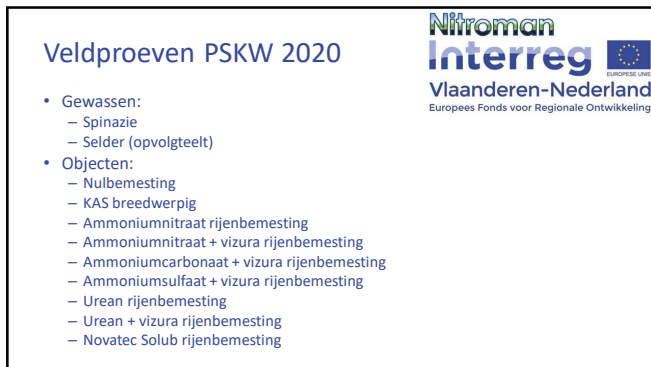 Nitroman
Veldproeven PSKW 2020
Interreg
EUROPESE UNIE
Vlaanderen-Nederland
Europees Fonds voor Regionale Ontwikkeling
• Gewassen:
– Spinazie
– Selder (opvolgteelt)
• Objecten:
– Nulbemesting
– KAS breedwerpig
– Ammoniumnitraat rijenbemesting
– Ammoniumnitraat + vizura rijenbemesting
– Ammoniumcarbonaat + vizura rijenbemesting
– Ammoniumsulfaat + vizura rijenbemesting
– Urean rijenbemesting
– Urean + vizura rijenbemesting
– Novatec Solub rijenbemesting